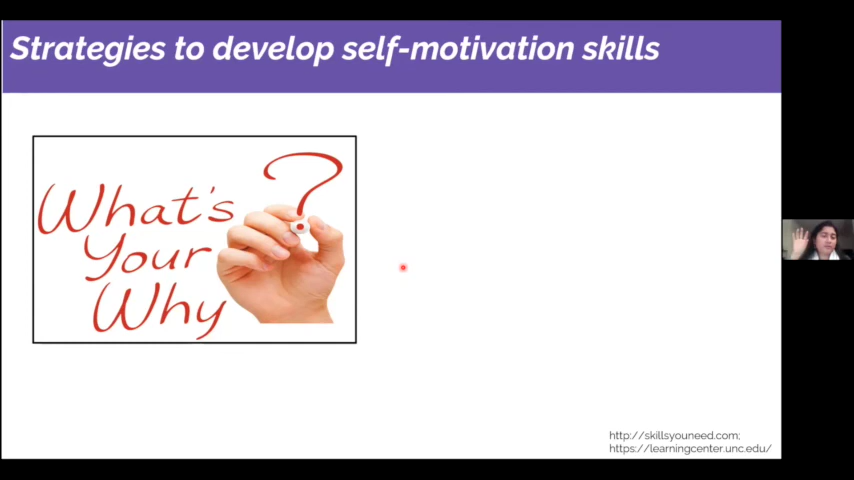 Strategies to develop self-motivation skills
What's
Your
Why?
http://skillsyouneed.com;
https://learningcenter.unc.edu/